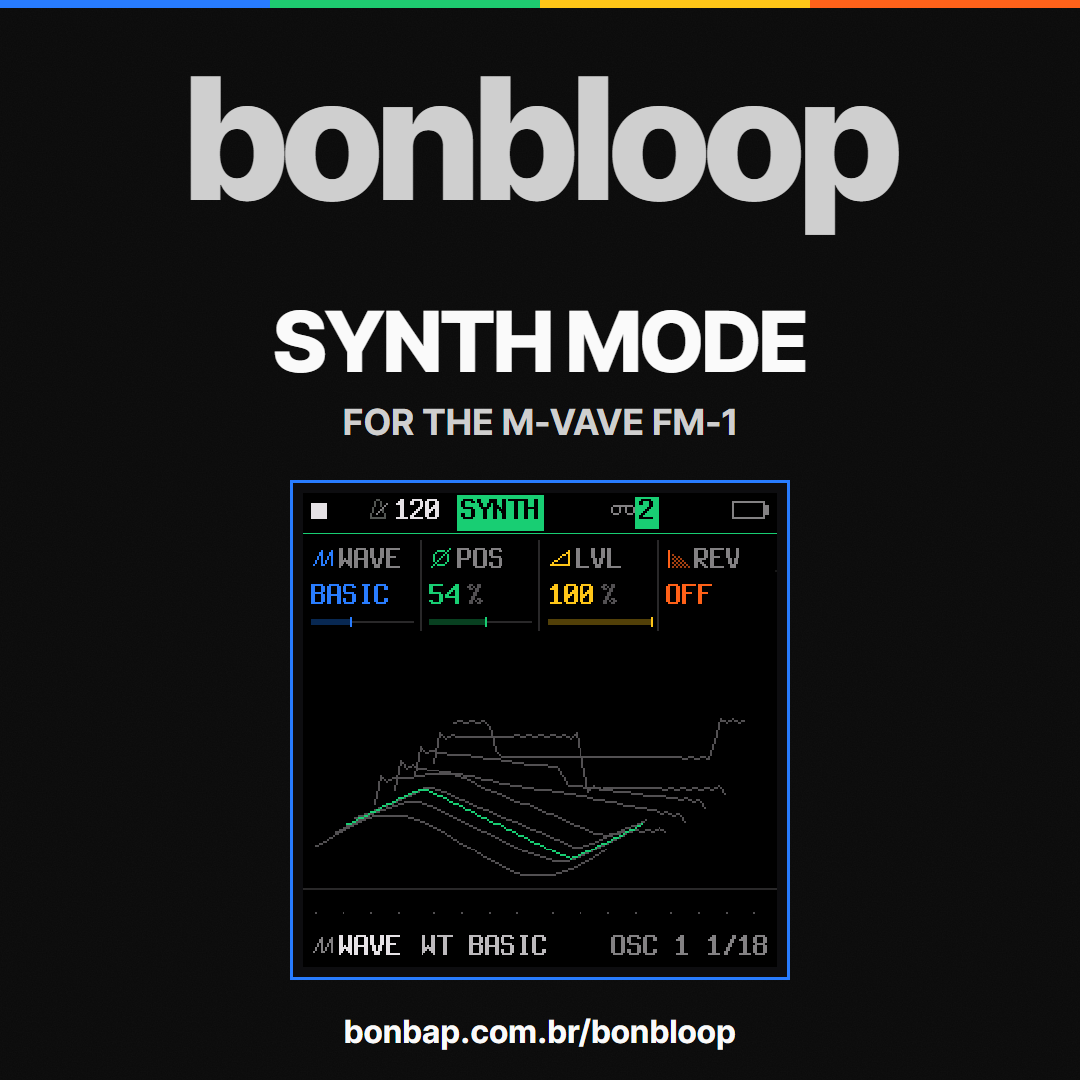 bonbloop
SYNTH MODE
FOR THE M-VAVE FM-1
120 SYNTH 2
WAVE POS LVL REV
BASIC 54 % 100 % OFF
WAVE WT BASIC OSC 1 1/18
bonbap.com.br/bonbloop